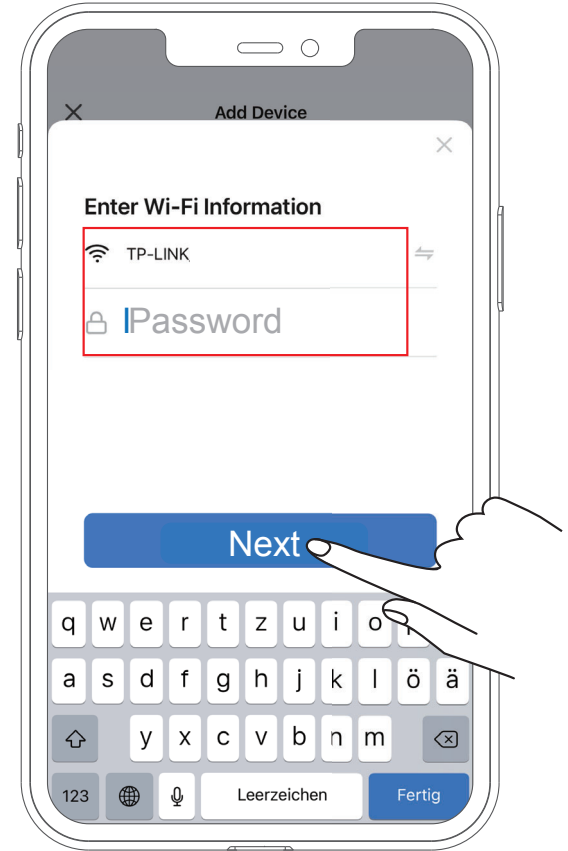 Add Device
Enter Wi-Fi Information
TP-LINK
Password
Next
q w e r t z u i o
a s d f g h j k l ö ä
y x c v b n m
123 Leerzeichen Fertig